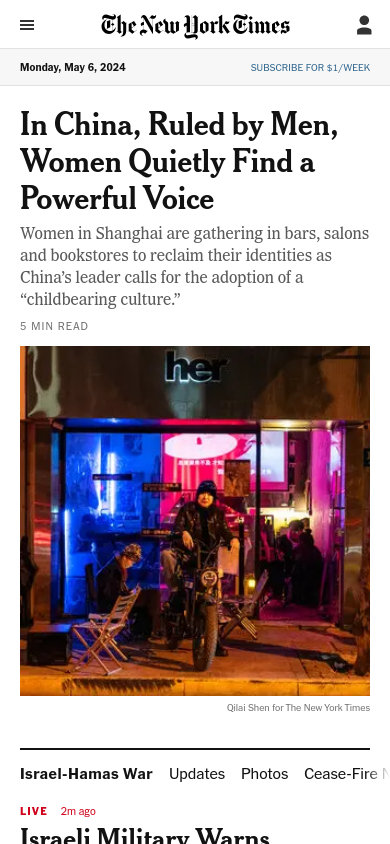 The New York Times
Monday, May 6, 2024
SUBSCRIBE FOR $1/WEEK
In China, Ruled by Men,
Women Quietly Find a
Powerful Voice
Women in Shanghai are gathering in bars, salons
and bookstores to reclaim their identities as
China’s leader calls for the adoption of a
“childbearing culture.”
5 MIN READ
her
Qilai Shen for The New York Times
Israel-Hamas War Updates Photos Cease-Fire
LIVE 2m ago
Israeli Military Warns